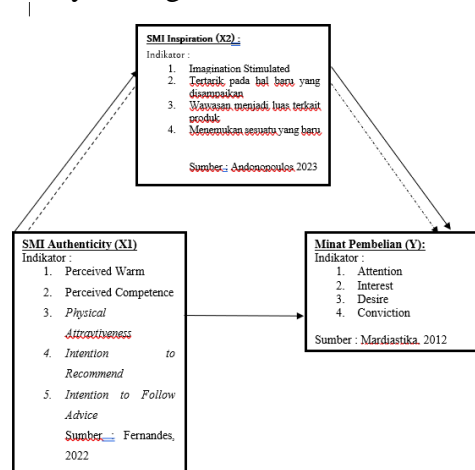 SMI Inspiration (X2) :
Indikator :
1. Imagination Stimulated
2. Tertarik pada hal baru yang
disampaikan
3. Wawasan menjadi luas terkait
produk
4. Menemukan sesuatu yang baru
Sumber : Andonopoulos 2023
SMI Authenticity (X1)
Indikator :
1. Perceived Warm
2. Perceived Competence
3. Physical
Attravtiveness
4. Intention to
Recommend
5. Intention to Follow
Advice
Sumber : Fernandes,
2022
Minat Pembelian (Y):
Indikator :
1. Attention
2. Interest
3. Desire
4. Conviction
Sumber : Mardiastika, 2012